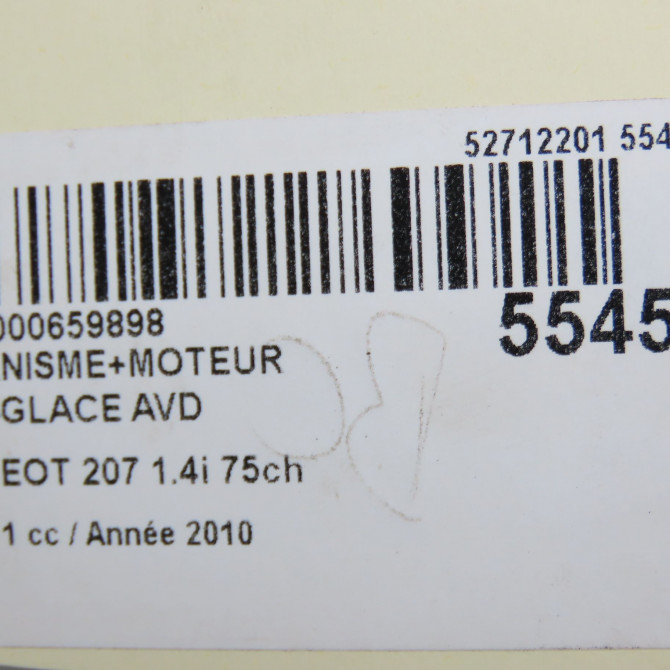 52712201 554
000659898
5545
NISME+MOTEUR
GLACE AVD
EOT 207 1.4i 75ch
1 cc / Année 2010